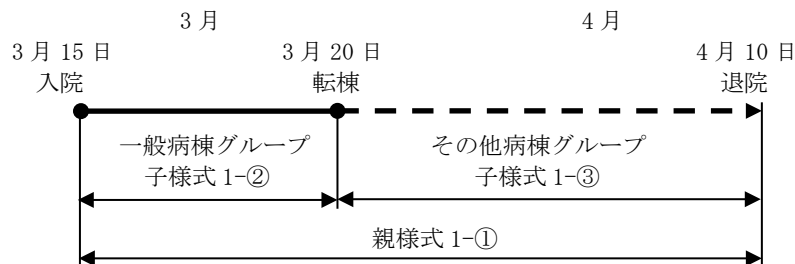 3月 4月
3月15日 3月20日 4月10日
入院 転棟 退院
一般病棟グループ その他病棟グループ
子様式1-② 子様式1-③
親様式1-①